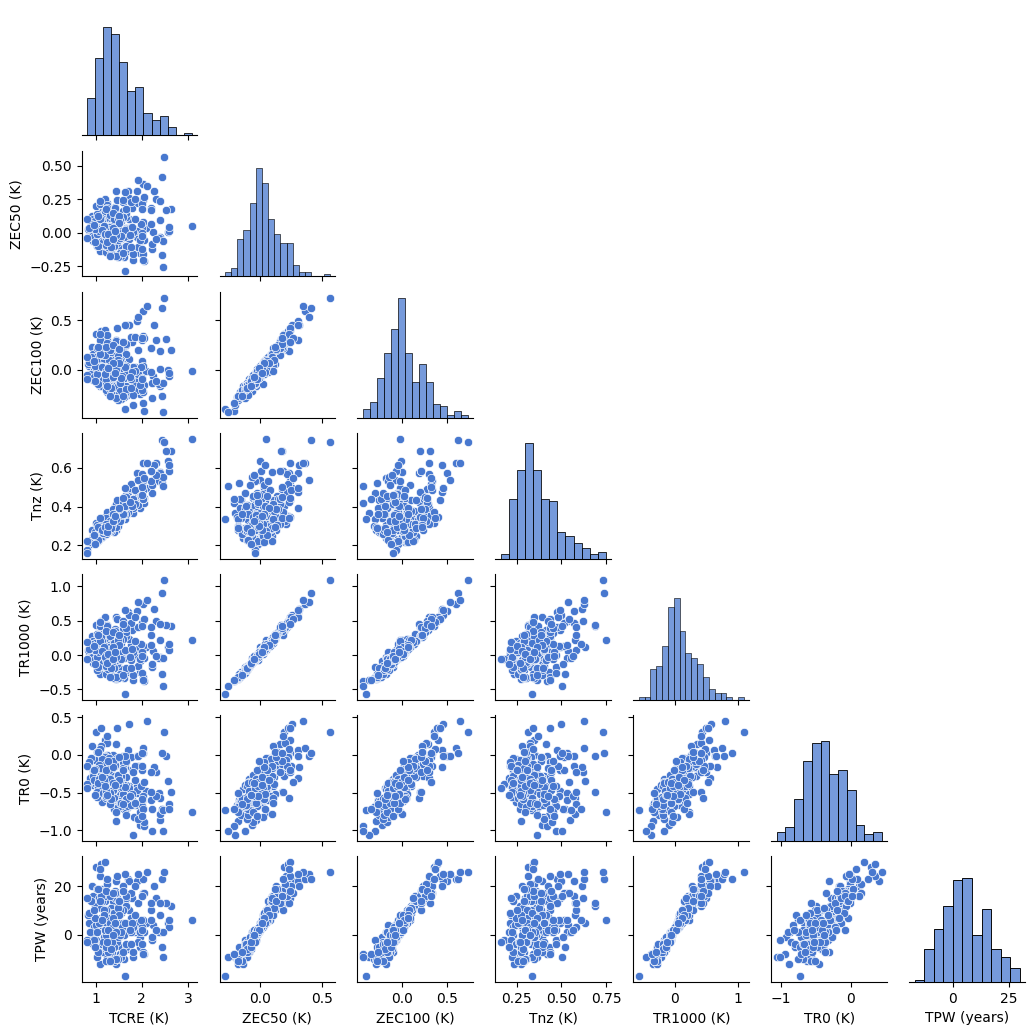 ZEC50 (K)
0.50
0.25
0.00
−0.25
ZEC100 (K)
0.5
0.0
Tnz (K)
0.6
0.4
0.2
TR1000 (K)
1.0
0.5
0.0
−0.5
TR0 (K)
0.5
0.0
−0.5
−1.0
TPW (years)
20
0
1 2 3
0.0 0.5
0.0 0.5
0.25 0.50 0.75
0 1
−1 0
0 25
TCRE (K)
ZEC50 (K)
ZEC100 (K)
Tnz (K)
TR1000 (K)
TR0 (K)
TPW (years)